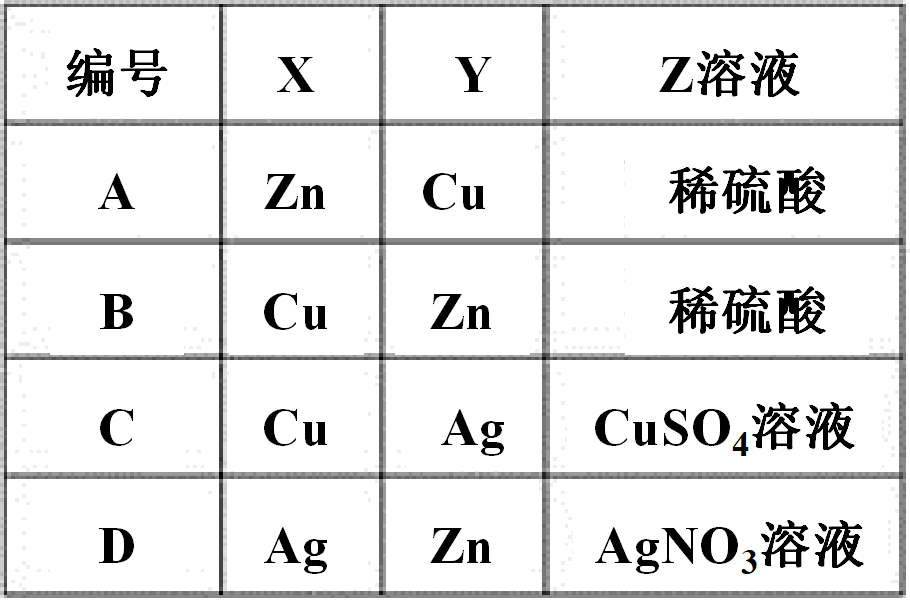 编号 X Y Z溶液
A Zn Cu 稀硫酸
B Cu Zn 稀硫酸
C Cu Ag CuSO₄溶液
D Ag Zn AgNO₃溶液